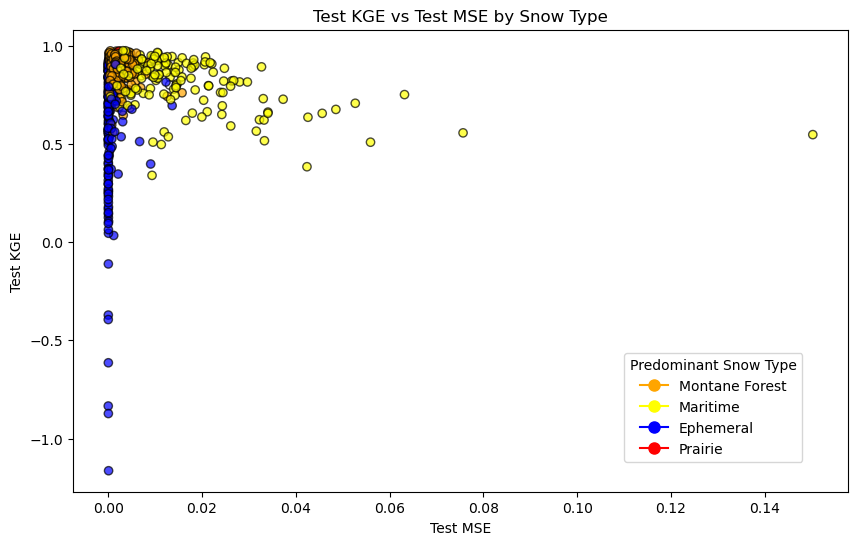 Test KGE vs Test MSE by Snow Type
Test KGE
1.0
0.5
0.0
−0.5
−1.0
Predominant Snow Type
Montane Forest
Maritime
Ephemeral
Prairie
0.00 0.02 0.04 0.06 0.08 0.10 0.12 0.14
Test MSE